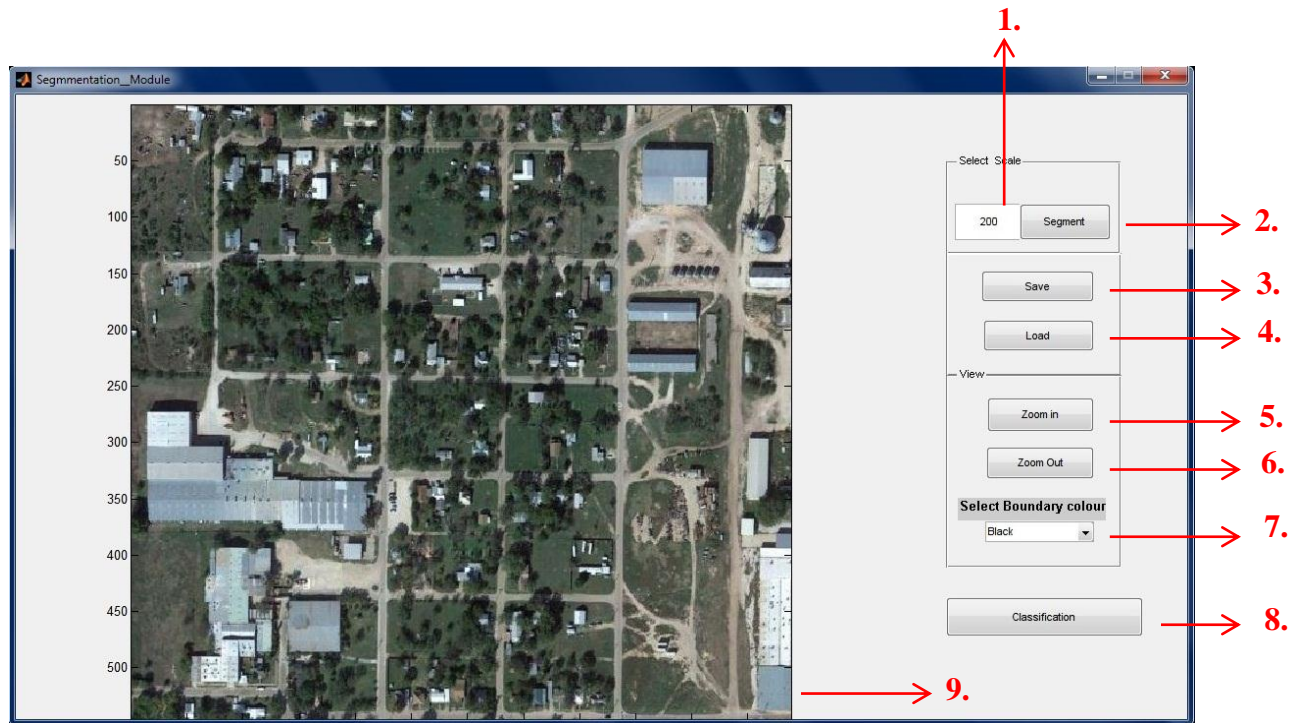 1.
Segmmentation__Module
50
100
150
200
250
300
350
400
450
500
Select Scale
200 Segment
2.
Save
3.
Load
4.
View
Zoom in
5.
Zoom Out
6.
Select Boundary colour
Black
7.
Classification
8.
9.